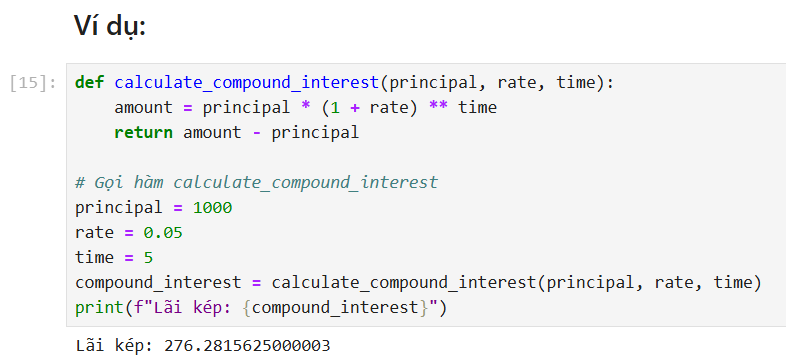 Ví dụ:
[15]: def calculate_compound_interest(principal, rate, time):
    amount = principal * (1 + rate) ** time
    return amount - principal

# Gọi hàm calculate_compound_interest
principal = 1000
rate = 0.05
time = 5
compound_interest = calculate_compound_interest(principal, rate, time)
print(f"Lãi kép: {compound_interest}")
Lãi kép: 276.2815625000003